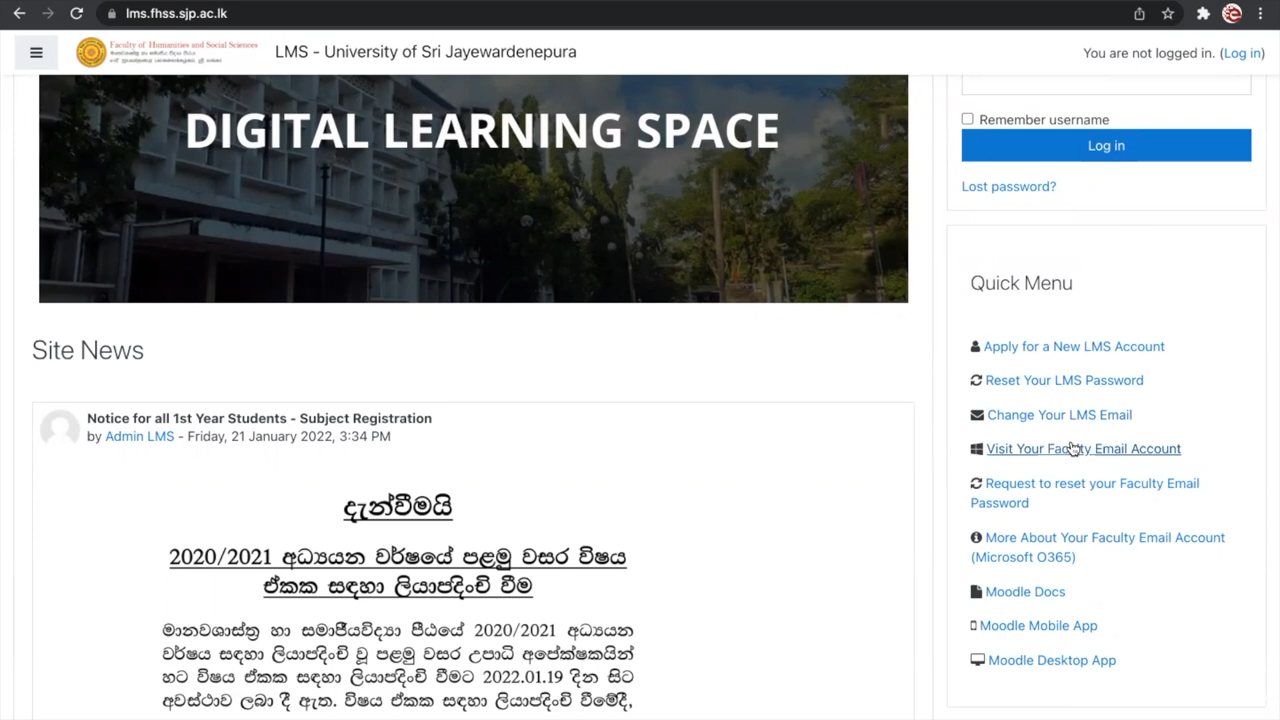 lms.fhss.sjp.ac.lk
Faculty of Humanities and Social Sciences
LMS - University of Sri Jayewardenepura
You are not logged in. (Log in)
DIGITAL LEARNING SPACE
Remember username
Log in
Lost password?
Quick Menu
Apply for a New LMS Account
Reset Your LMS Password
Change Your LMS Email
Visit Your Faculty Email Account
Request to reset your Faculty Email
Password
More About Your Faculty Email Account
(Microsoft O365)
Moodle Docs
Moodle Mobile App
Moodle Desktop App
Site News
Notice for all 1st Year Students - Subject Registration
by Admin LMS - Friday, 21 January 2022, 3:34 PM
දැන්වීමයි
2020/2021 අධ්‍යයන වර්ෂයේ පළමු වසර විෂය
ඒකක සඳහා ලියාපදිංචි වීම
මානවශාස්ත්‍ර හා සමාජීයවිද්‍යා පීඨයේ 2020/2021 අධ්‍යයන
වර්ෂය සඳහා ලියාපදිංචි වූ පළමු වසර උපාධි අපේක්ෂකයින්
හට විෂය ඒකක සඳහා ලියාපදිංචි වීමට 2022.01.19 දින සිට
අවස්ථාව ලබා දී ඇත. විෂය ඒකක සඳහා ලියාපදිංචි වීමේදී,